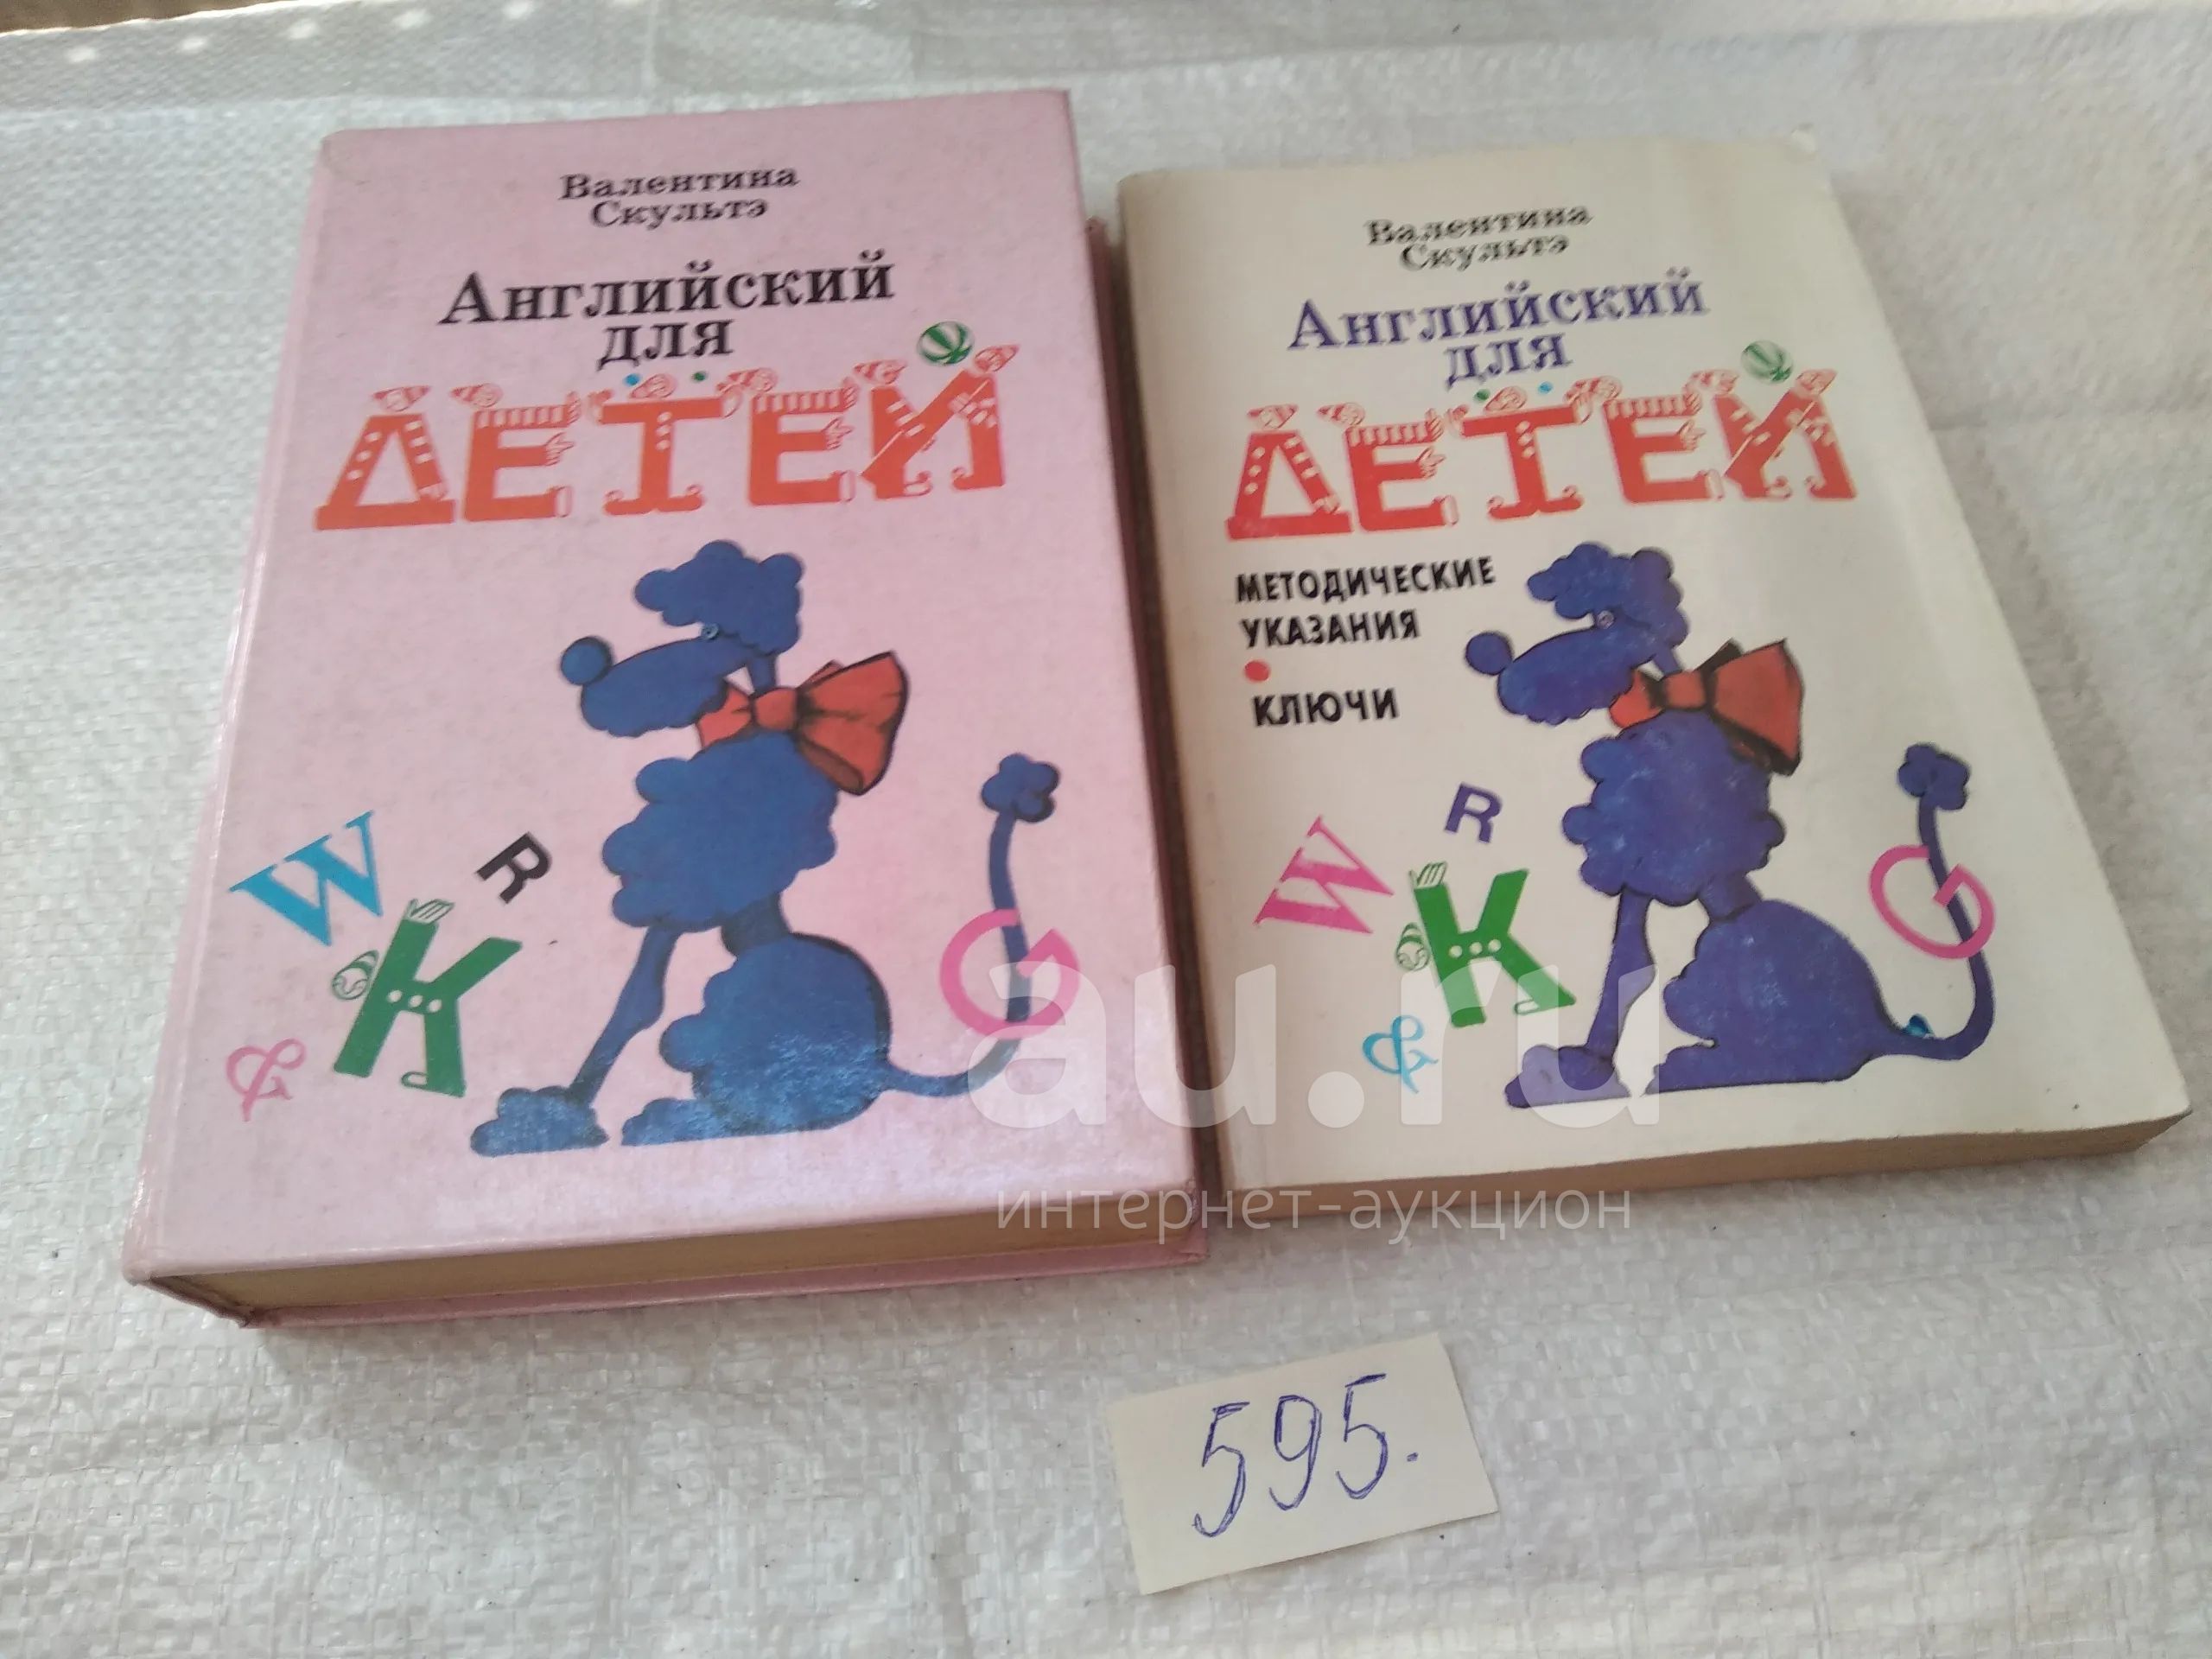 Валентина
Скультэ
Английский
для
ДЕТЕЙ
W
R
K
G
&
Валентина
Скультэ
Английский
для
ДЕТЕЙ
МЕТОДИЧЕСКИЕ
УКАЗАНИЯ
•
КЛЮЧИ
R
W
K
G
&
au.ru
интернет-аукцион
595.